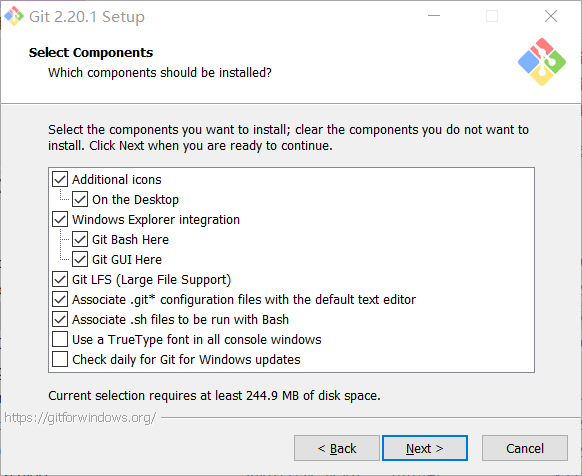 Git 2.20.1 Setup
Select Components
Which components should be installed?
Select the components you want to install; clear the components you do not want to
install. Click Next when you are ready to continue.
Additional icons
On the Desktop
Windows Explorer integration
Git Bash Here
Git GUI Here
Git LFS (Large File Support)
Associate .git* configuration files with the default text editor
Associate .sh files to be run with Bash
Use a TrueType font in all console windows
Check daily for Git for Windows updates
Current selection requires at least 244.9 MB of disk space.
https://gitforwindows.org/
< Back
Next >
Cancel